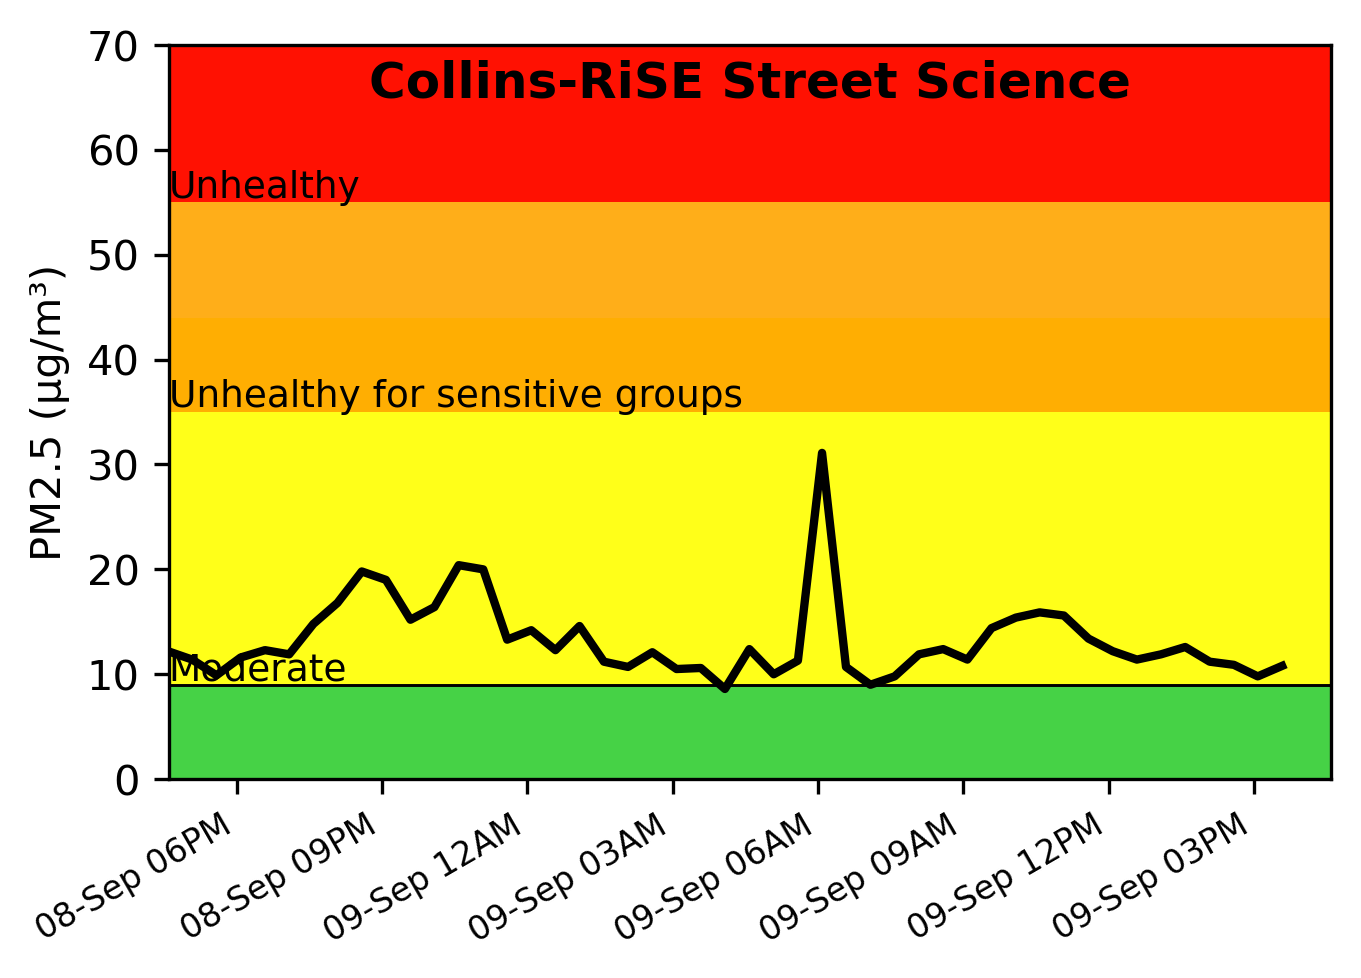 Collins-RiSE Street Science
70
60
Unhealthy
50
40
Unhealthy for sensitive groups
30
20
Moderate
10
0
PM2.5 (μg/m³)
08-Sep 06PM
08-Sep 09PM
09-Sep 12AM
09-Sep 03AM
09-Sep 06AM
09-Sep 09AM
09-Sep 12PM
09-Sep 03PM